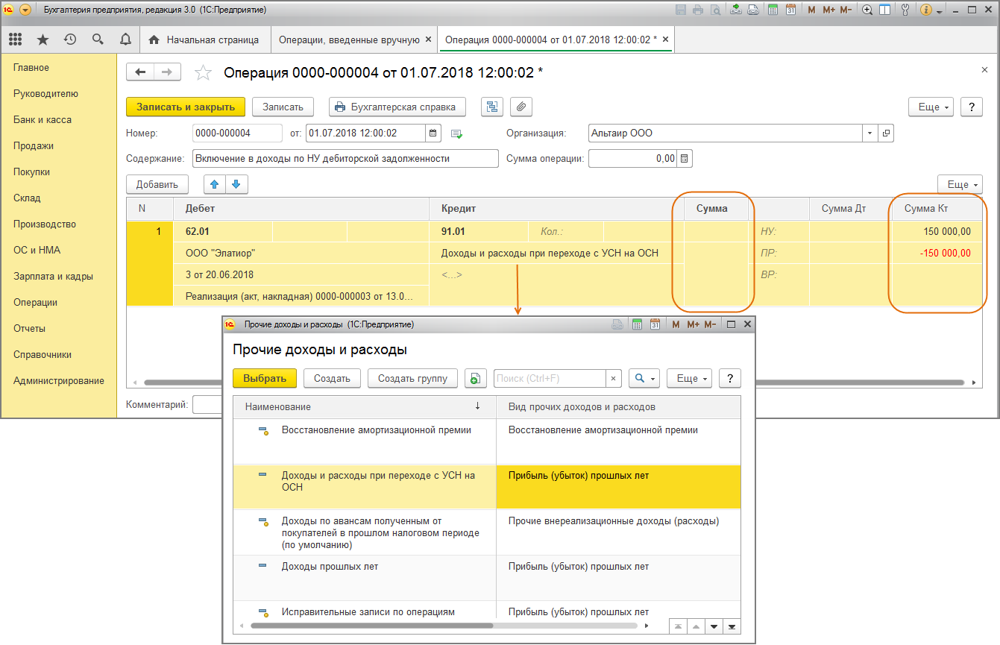 Бухгалтерия предприятия, редакция 3.0 (1С:Предприятие)
M M+ M-
Начальная страница
Операции, введенные вручную ×
Операция 0000-000004 от 01.07.2018 12:00:02 * ×
Главное
Руководителю
Банк и касса
Продажи
Покупки
Склад
Производство
ОС и НМА
Зарплата и кадры
Операции
Отчеты
Справочники
Администрирование
Операция 0000-000004 от 01.07.2018 12:00:02 *
Записать и закрыть Записать Бухгалтерская справка Еще ?
Номер: 0000-000004 от: 01.07.2018 12:00:02 Организация: Альтаир ООО
Содержание: Включение в доходы по НУ дебиторской задолженности Сумма операции: 0,00
Добавить Еще
N Дебет Кредит Сумма Сумма Дт Сумма Кт
1 62.01 91.01 Кол.: НУ: 150 000,00
ООО "Элатиор" Доходы и расходы при переходе с УСН на ОСН ПР: -150 000,00
3 от 20.06.2018 <...> ВР:
Реализация (акт, накладная) 0000-000003 от 13.0...
Комментарий:
Прочие доходы и расходы (1С:Предприятие)
31 M M+ M-
Прочие доходы и расходы
Выбрать Создать Создать группу Поиск (Ctrl+F) × Еще ?
Наименование ↓ Вид прочих доходов и расходов
Восстановление амортизационной премии Восстановление амортизационной премии
Доходы и расходы при переходе с УСН на Прибыль (убыток) прошлых лет
ОСН
Доходы по авансам полученным от Прочие внереализационные доходы (расходы)
покупателей в прошлом налоговом периоде
(по умолчанию)
Доходы прошлых лет Прибыль (убыток) прошлых лет
Исправительные записи по операциям Прибыль (убыток) прошлых лет